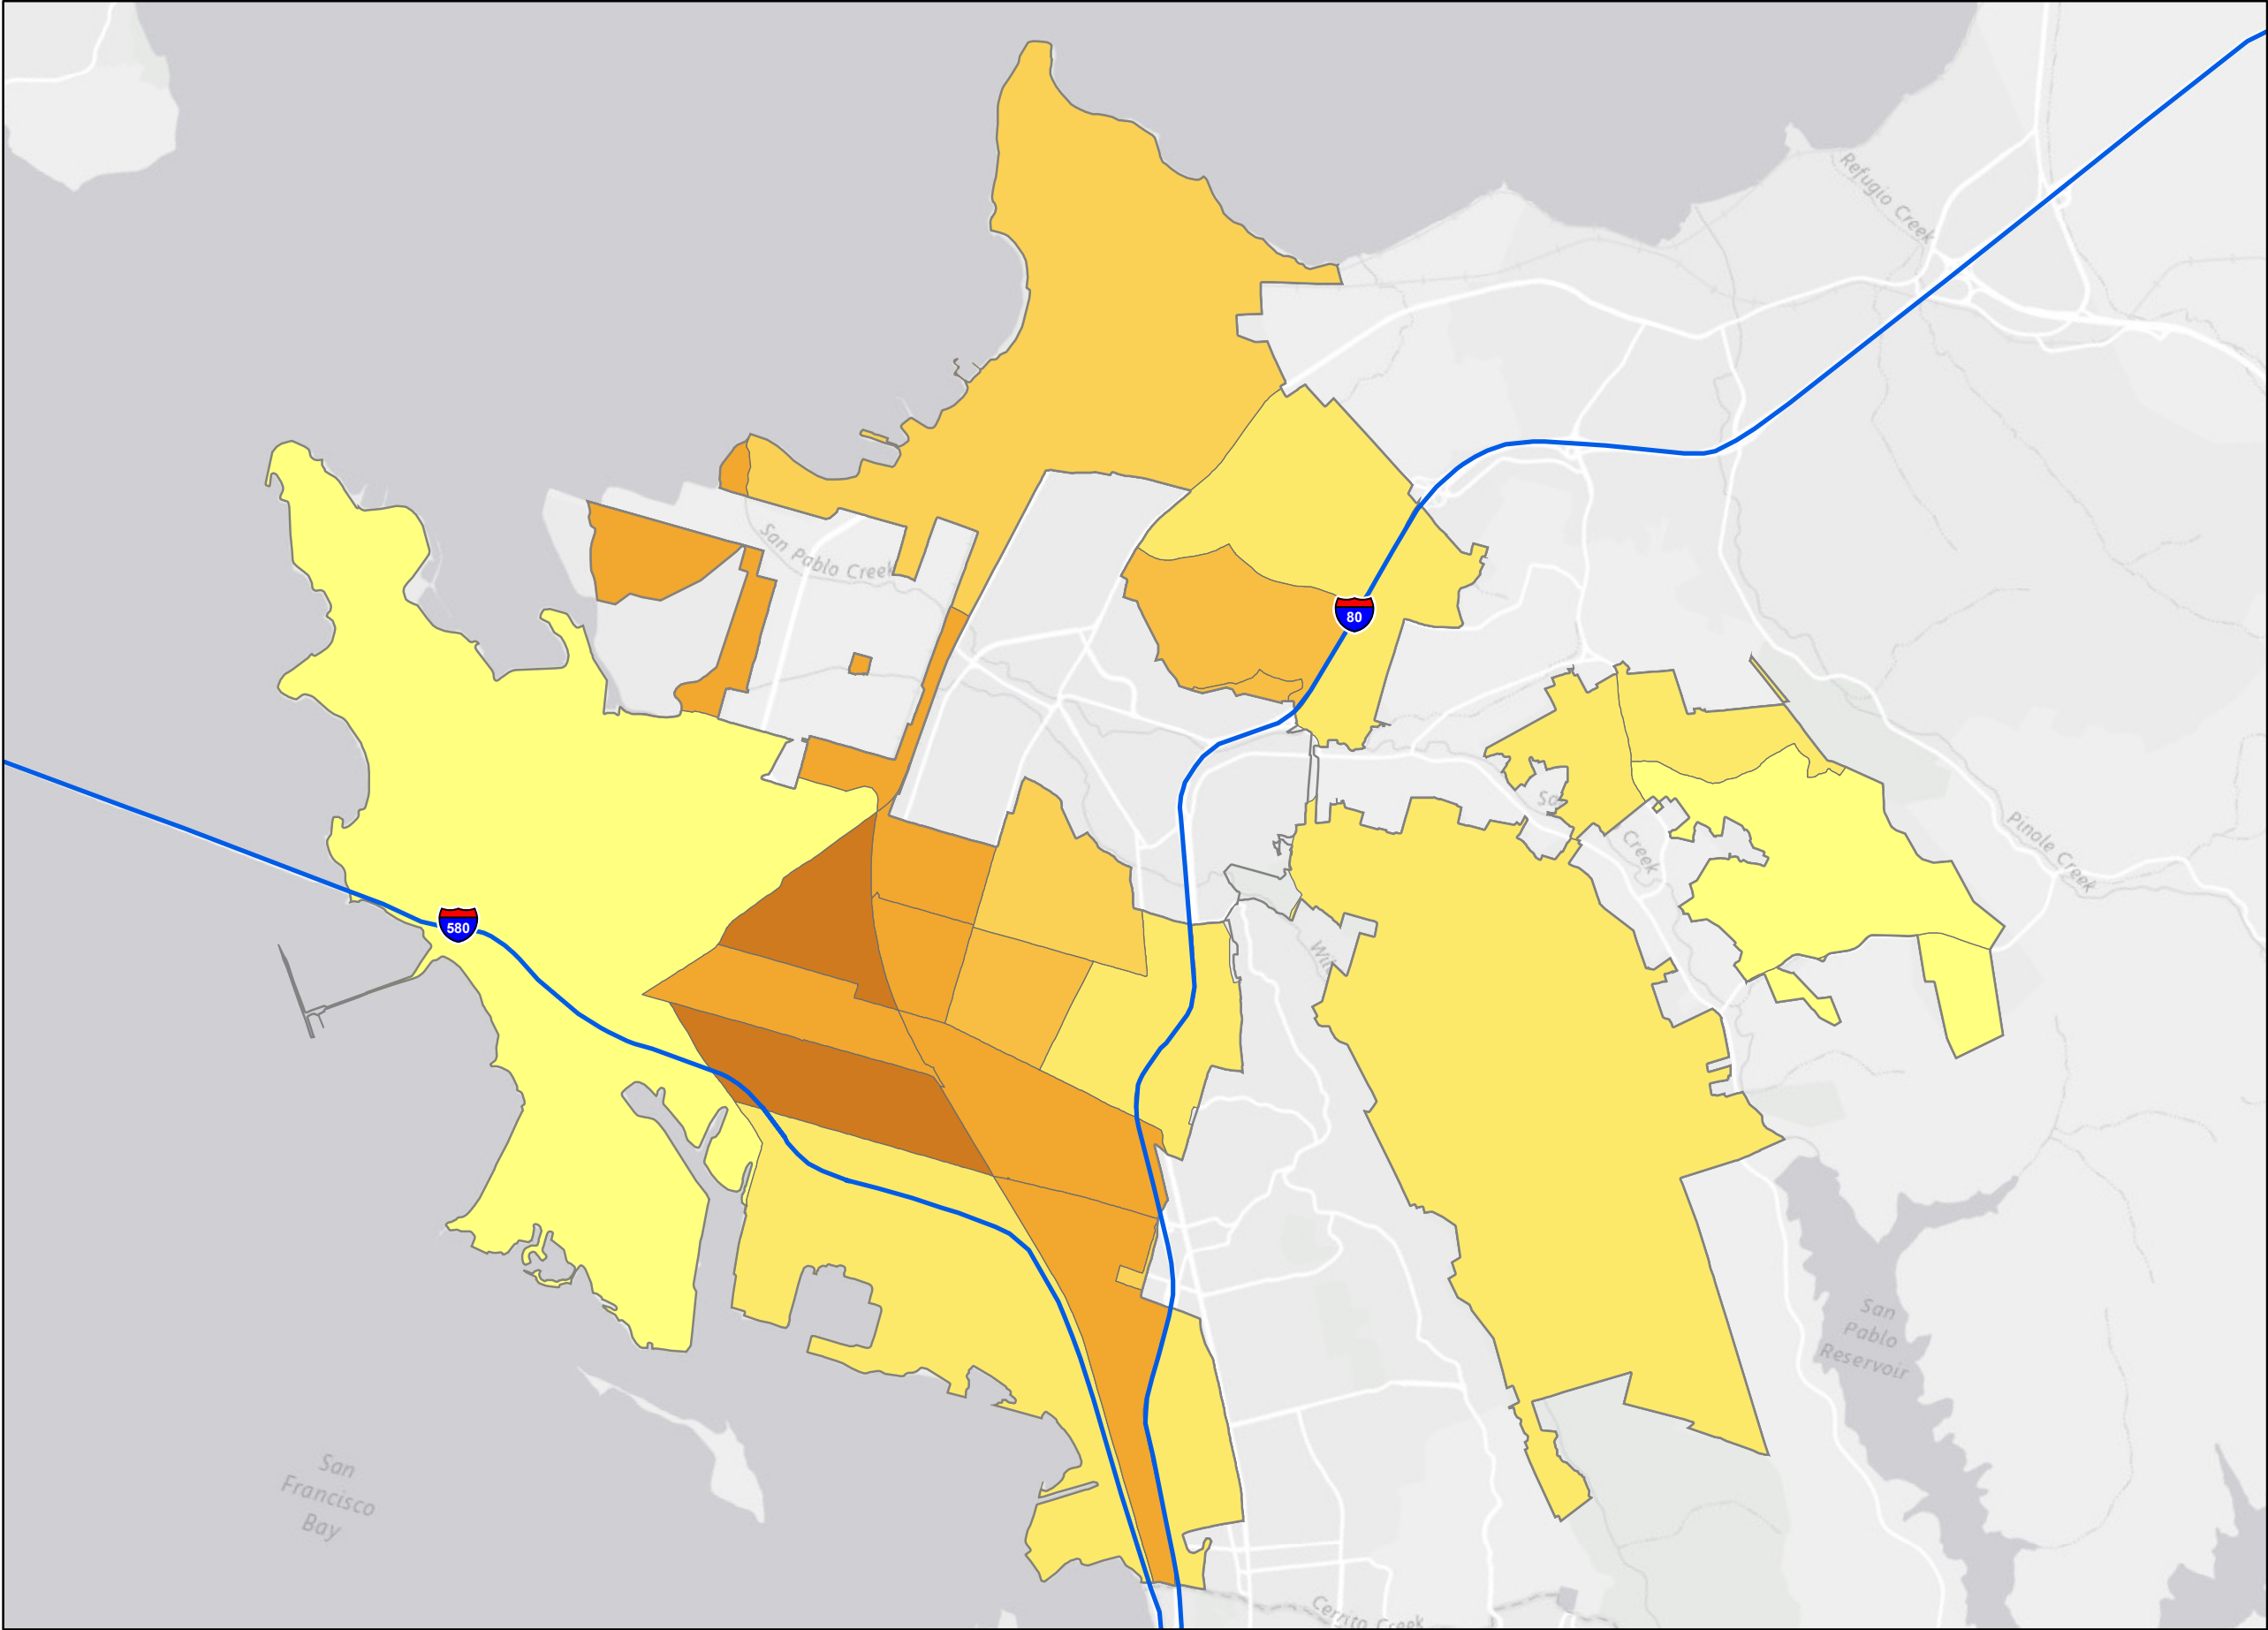 Refugio Creek
San Pablo Creek
80
Creek
Pinole Creek
580
San
Pablo
Reservoir
San
Francisco
Bay
Cerrito Creek